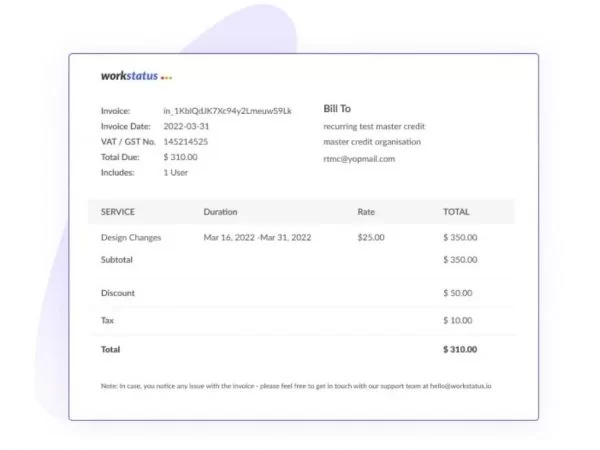 workstatus
Invoice: in_1KblQdJK7Xc94y2Lmeuw59Lk
Invoice Date: 2022-03-31
VAT / GST No. 145214525
Total Due: $ 310.00
Includes: 1 User
Bill To
recurring test master credit
master credit organisation
rtmc@yopmail.com
SERVICE Duration Rate TOTAL
Design Changes Mar 16, 2022 -Mar 31, 2022 $25.00 $ 350.00
Subtotal $ 350.00
Discount $ 50.00
Tax $ 10.00
Total $ 310.00
Note: In case, you notice any issue with the invoice - please feel free to get in touch with our support team at hello@workstatus.io